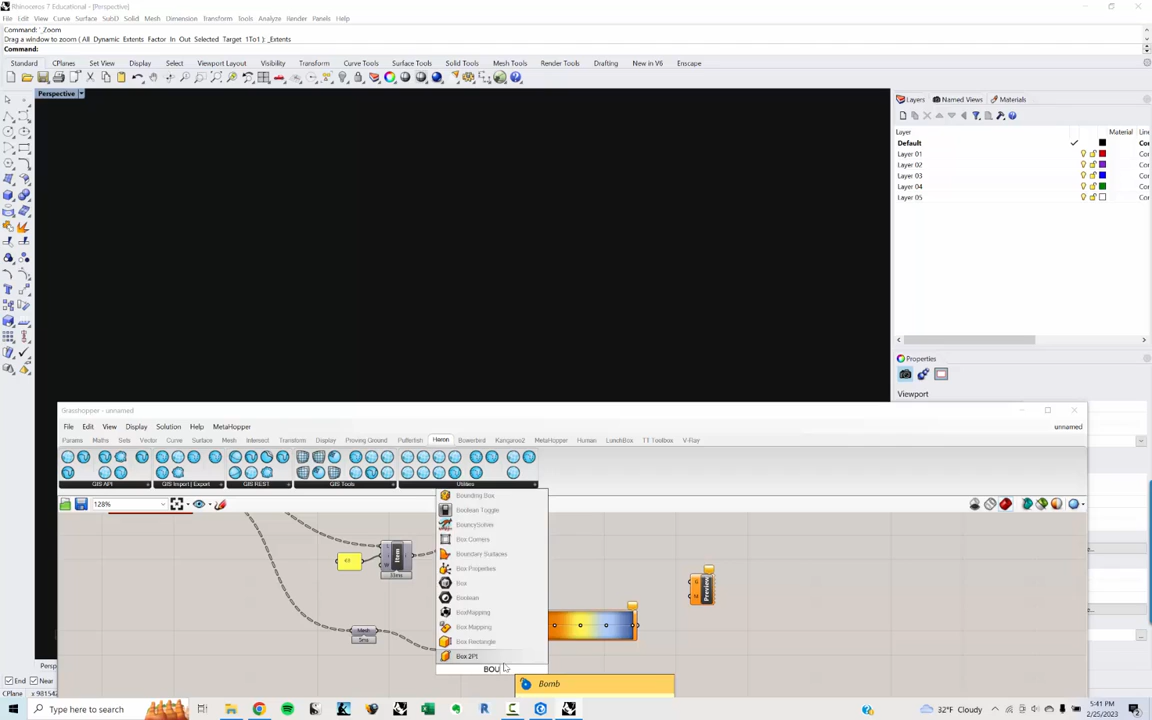 Rhinoceros 7 Educational - [Perspective]
File Edit View Curve Surface SubD Solid Mesh Dimension Transform Tools Analyze Render Panels Help
Command: '_Zoom
Drag a window to zoom ( All Dynamic Extents Factor In Out Selected Target 1To1 ): _Extents
Command:
Standard CPlanes Set View Display Select Viewport Layout Visibility Transform Curve Tools Surface Tools Solid Tools Mesh Tools Render Tools Drafting New in V6 Enscape
Perspective
Layers Named Views Materials
Layer Material
Default
Layer 01
Layer 02
Layer 03
Layer 04
Layer 05
Properties
Viewport
Grasshopper - unnamed
File Edit View Display Solution Help MetaHopper unnamed
Params Maths Sets Vector Curve Surface Mesh Intersect Transform Display Proving Ground Pufferfish Heron Bowerbird Kangaroo2 MetaHopper Human LunchBox TT Toolbox V-Ray
GIS API GIS Import | Export GIS REST GIS Tools Utilities
128%
Bounding Box
Boolean Toggle
BouncySolver
Box Corners
Boundary Surfaces
Box Properties
Box
Boolean
BoxMapping
Box Mapping
Box Rectangle
Box 2Pt
BOU
Bomb
Item
Mesh
Preview
End Near
CPlane
Type here to search
32°F Cloudy
5:41 PM
2/25/2023